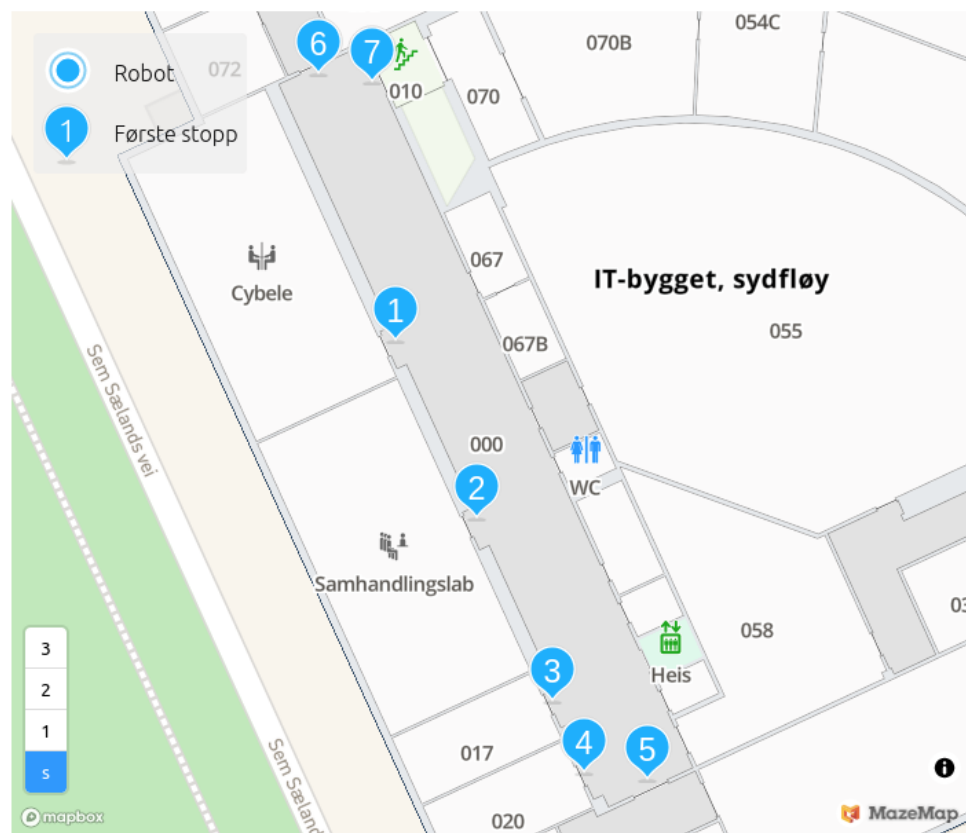 6
7
054C
070B
Robot
072
010
070
1
Første stopp
Cybele
067
IT-bygget, sydfløy
1
067B
055
Sem Sælands vei
000
2
WC
Samhandlingslab
058
3
2
1
s
3
Heis
017
4
5
Sem Sælands
020
mapbox
MazeMap